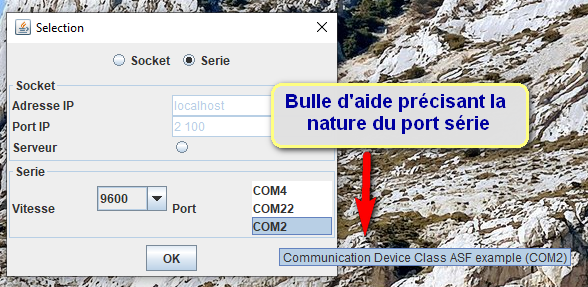 Selection
Socket Serie
Socket
Adresse IP localhost
Port IP 2 100
Serveur
Bulle d'aide précisant la
nature du port série
Serie
Vitesse 9600 Port
COM4
COM22
COM2
OK
Communication Device Class ASF example (COM2)